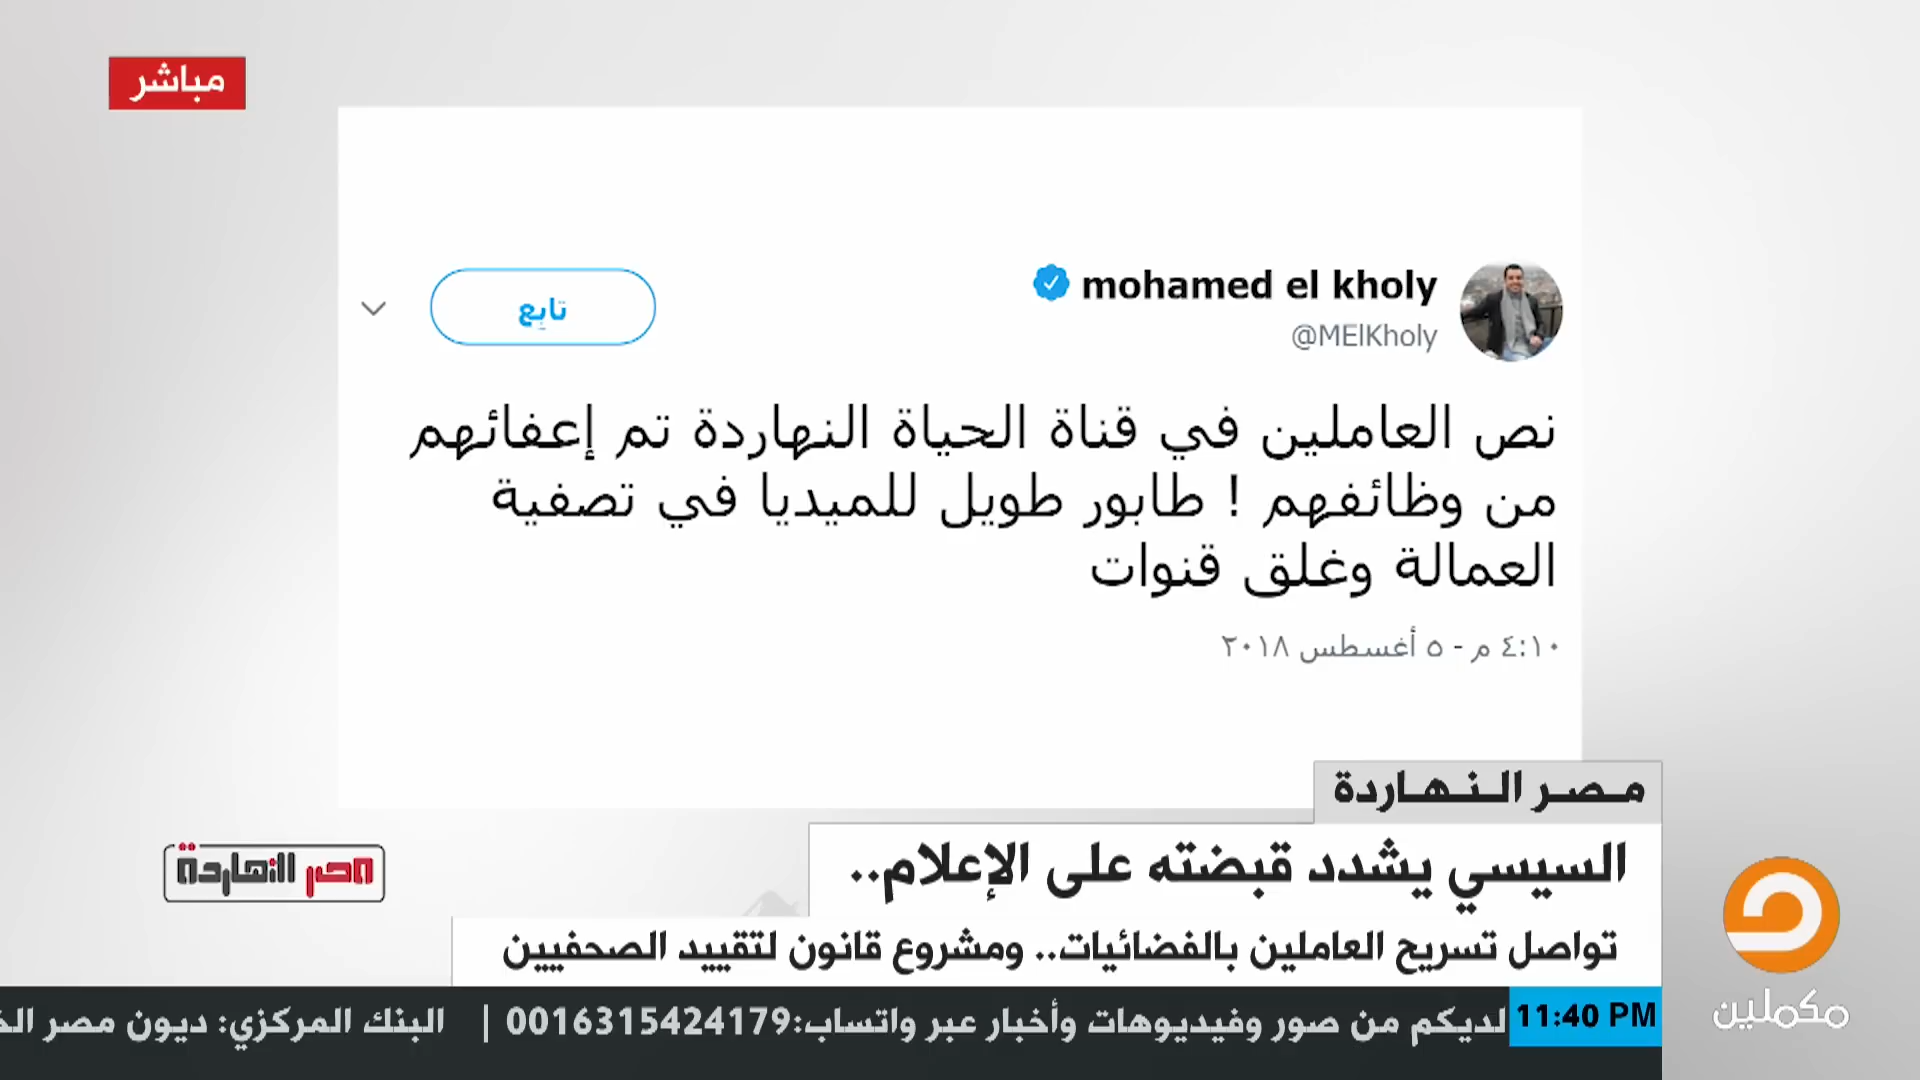 مباشر
mohamed el kholy
@MElKholy
تابِع
نص العاملين في قناة الحياة النهاردة تم إعفائهم
من وظائفهم ! طابور طويل للميديا في تصفية
العمالة وغلق قنوات
٤:١٠ م - ٥ أغسطس ٢٠١٨
مصر النهاردة
السيسي يشدد قبضته على الإعلام..
تواصل تسريح العاملين بالفضائيات.. ومشروع قانون لتقييد الصحفيين
مصر النهاردة
11:40 PM
لديكم من صور وفيديوهات وأخبار عبر واتساب:0016315424179 | البنك المركزي: ديون مصر
مكملين